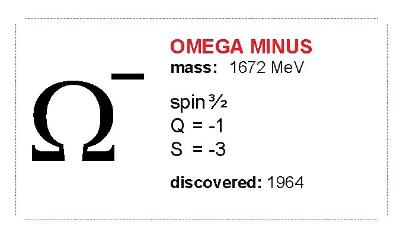 Ω⁻
OMEGA MINUS
mass: 1672 MeV
spin ³⁄₂
Q = -1
S = -3
discovered: 1964